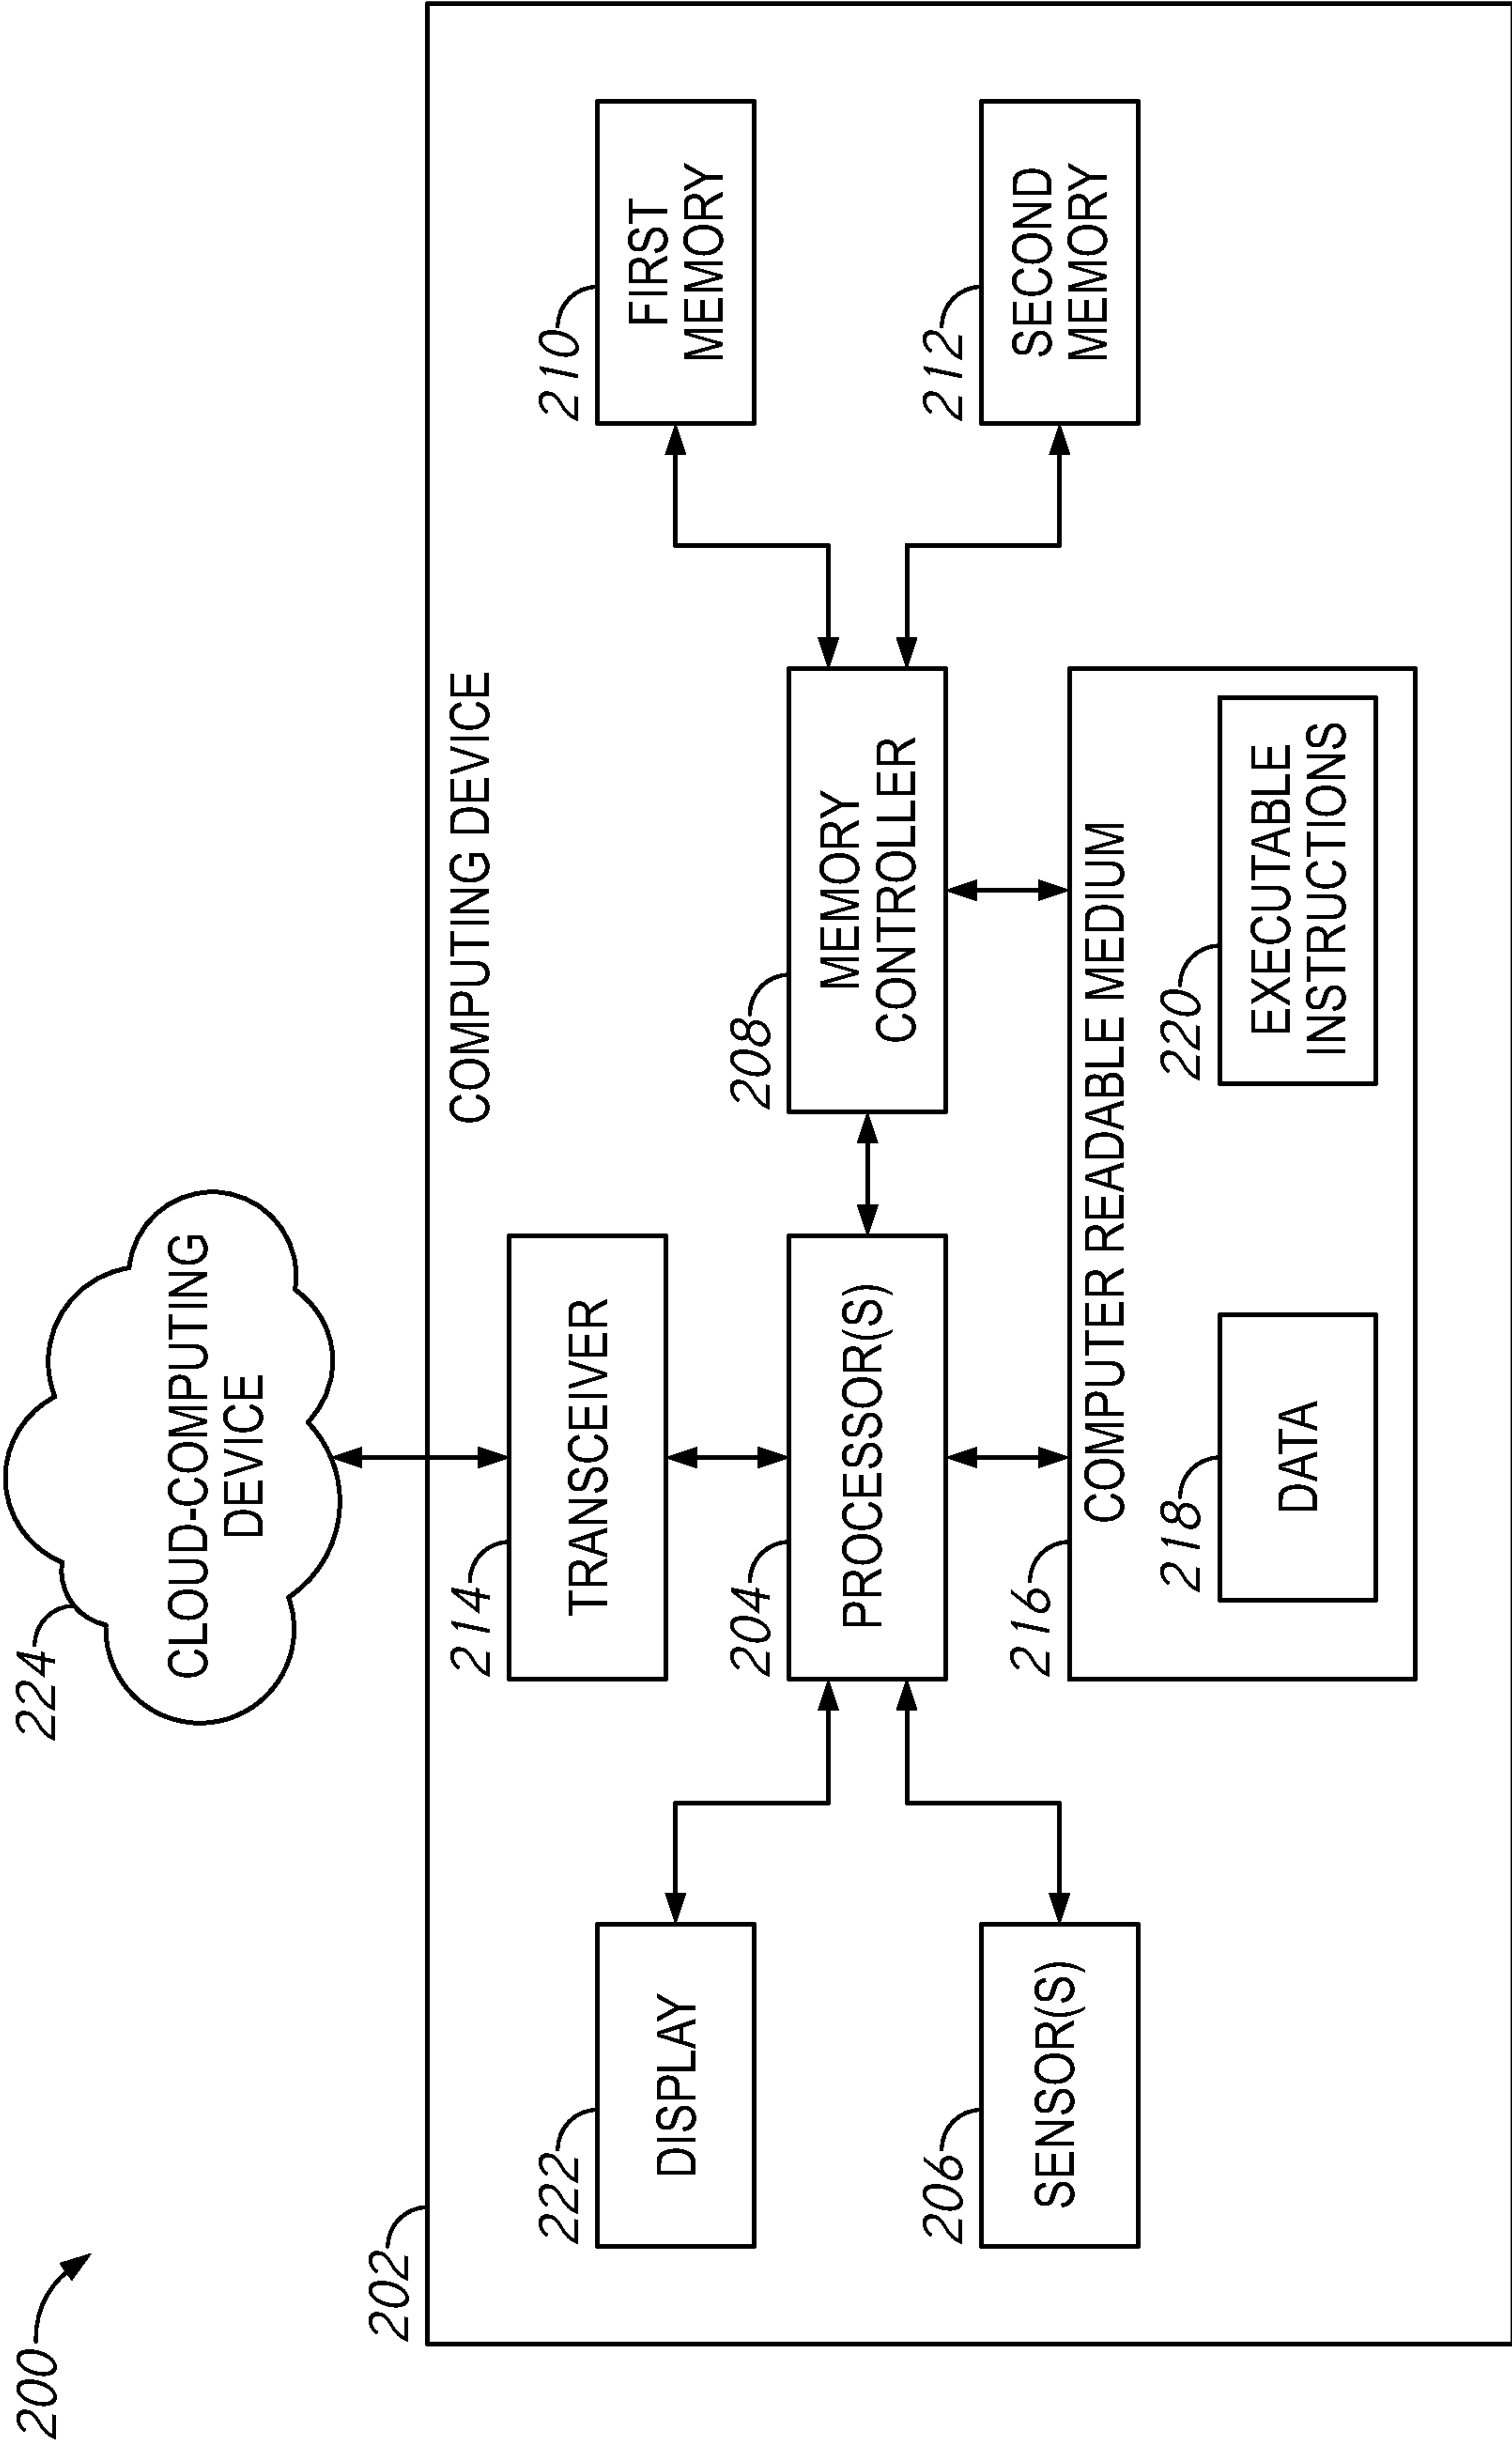 200
224
CLOUD-COMPUTING
DEVICE
202
COMPUTING DEVICE
214
TRANSCEIVER
222
DISPLAY
210
FIRST
MEMORY
204
PROCESSOR(S)
208
MEMORY
CONTROLLER
206
SENSOR(S)
212
SECOND
MEMORY
216
COMPUTER READABLE MEDIUM
218
DATA
220
EXECUTABLE
INSTRUCTIONS